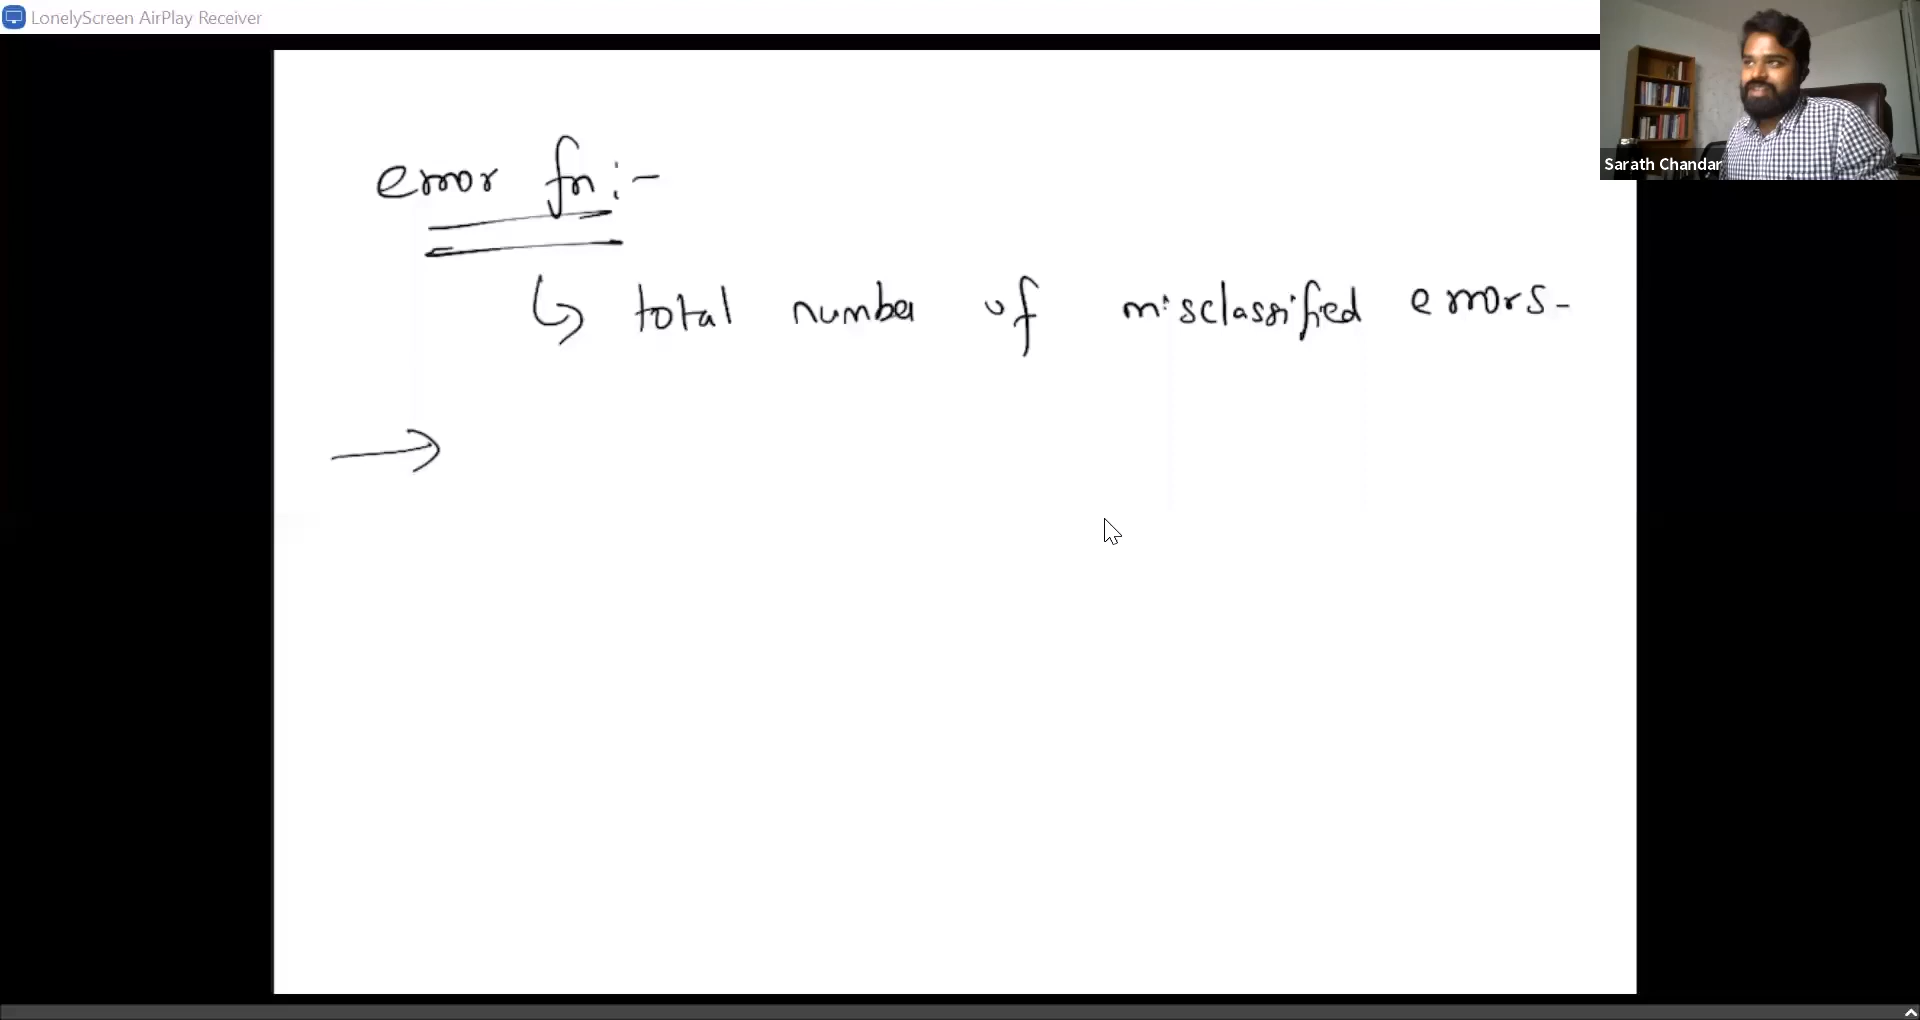 LonelyScreen AirPlay Receiver
Sarath Chandar
error fn:-
↳ total number of misclassified errors-
→